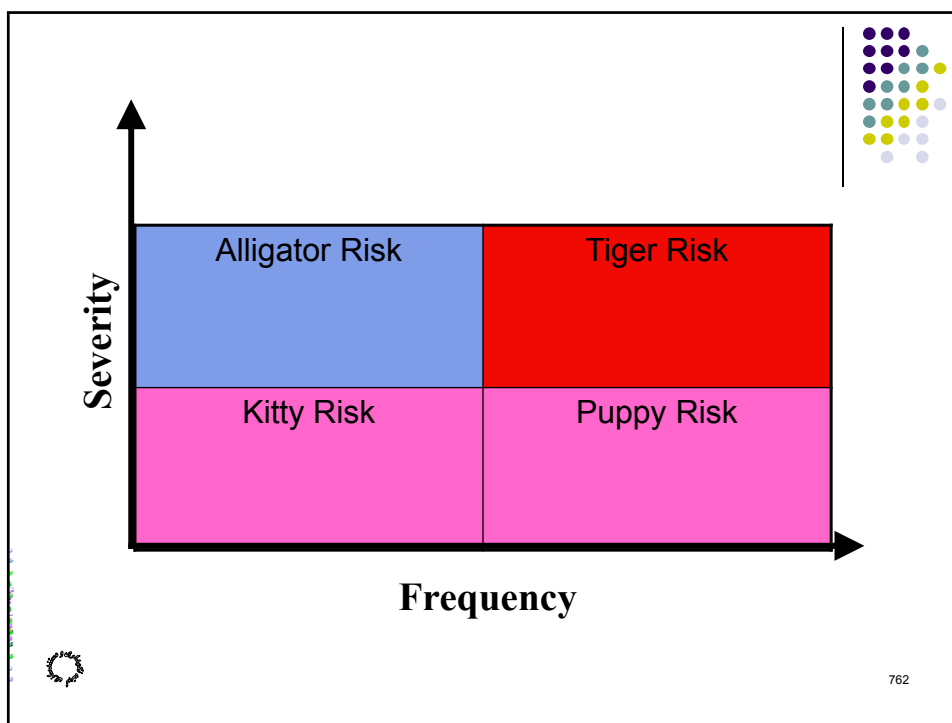 Alligator Risk
Tiger Risk
Severity
Kitty Risk
Puppy Risk
Frequency
762